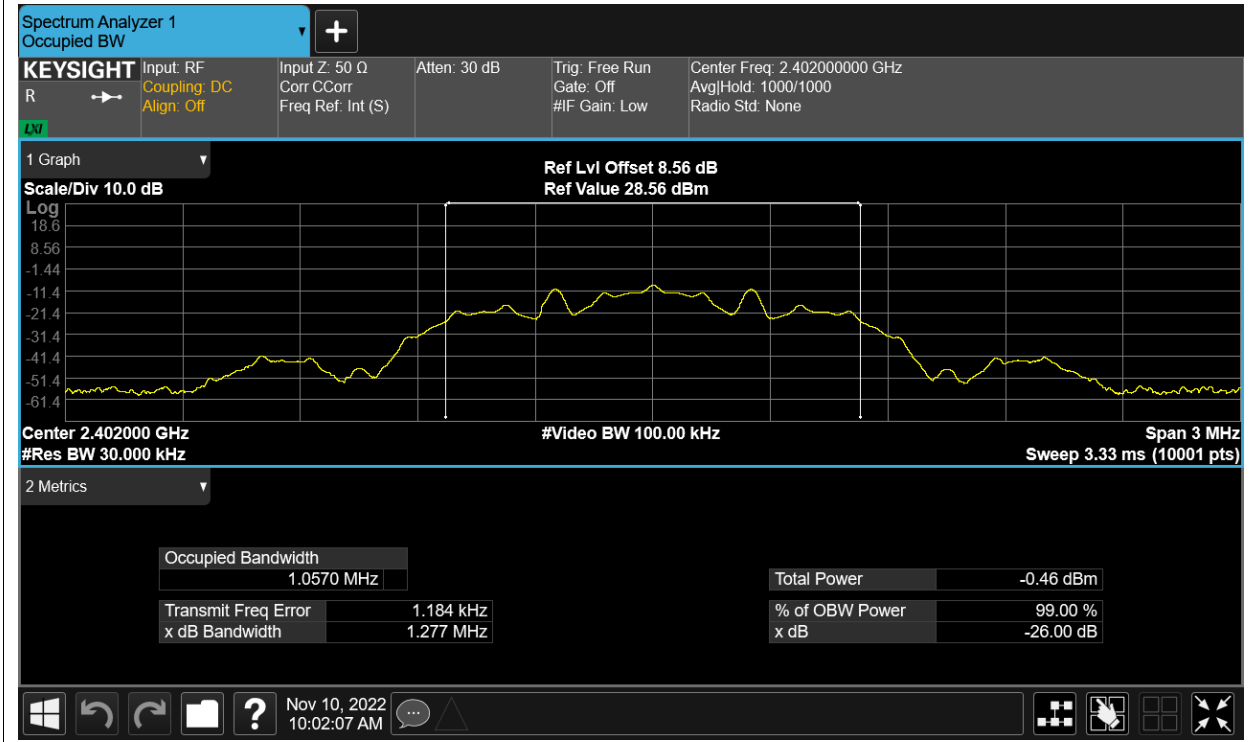 Spectrum Analyzer 1
Occupied BW
KEYSIGHT
R
LXI
Input: RF
Coupling: DC
Align: Off
Input Z: 50 Ω
Corr CCorr
Freq Ref: Int (S)
Atten: 30 dB
Trig: Free Run
Gate: Off
#IF Gain: Low
Center Freq: 2.402000000 GHz
Avg|Hold: 1000/1000
Radio Std: None
1 Graph
Ref Lvl Offset 8.56 dB
Scale/Div 10.0 dB
Ref Value 28.56 dBm
Log
18.6
8.56
-1.44
-11.4
-21.4
-31.4
-41.4
-51.4
-61.4
Center 2.402000 GHz
#Video BW 100.00 kHz
Span 3 MHz
#Res BW 30.000 kHz
Sweep 3.33 ms (10001 pts)
2 Metrics
Occupied Bandwidth
1.0570 MHz
Total Power -0.46 dBm
Transmit Freq Error 1.184 kHz
% of OBW Power 99.00 %
x dB Bandwidth 1.277 MHz
x dB -26.00 dB
?
Nov 10, 2022
10:02:07 AM